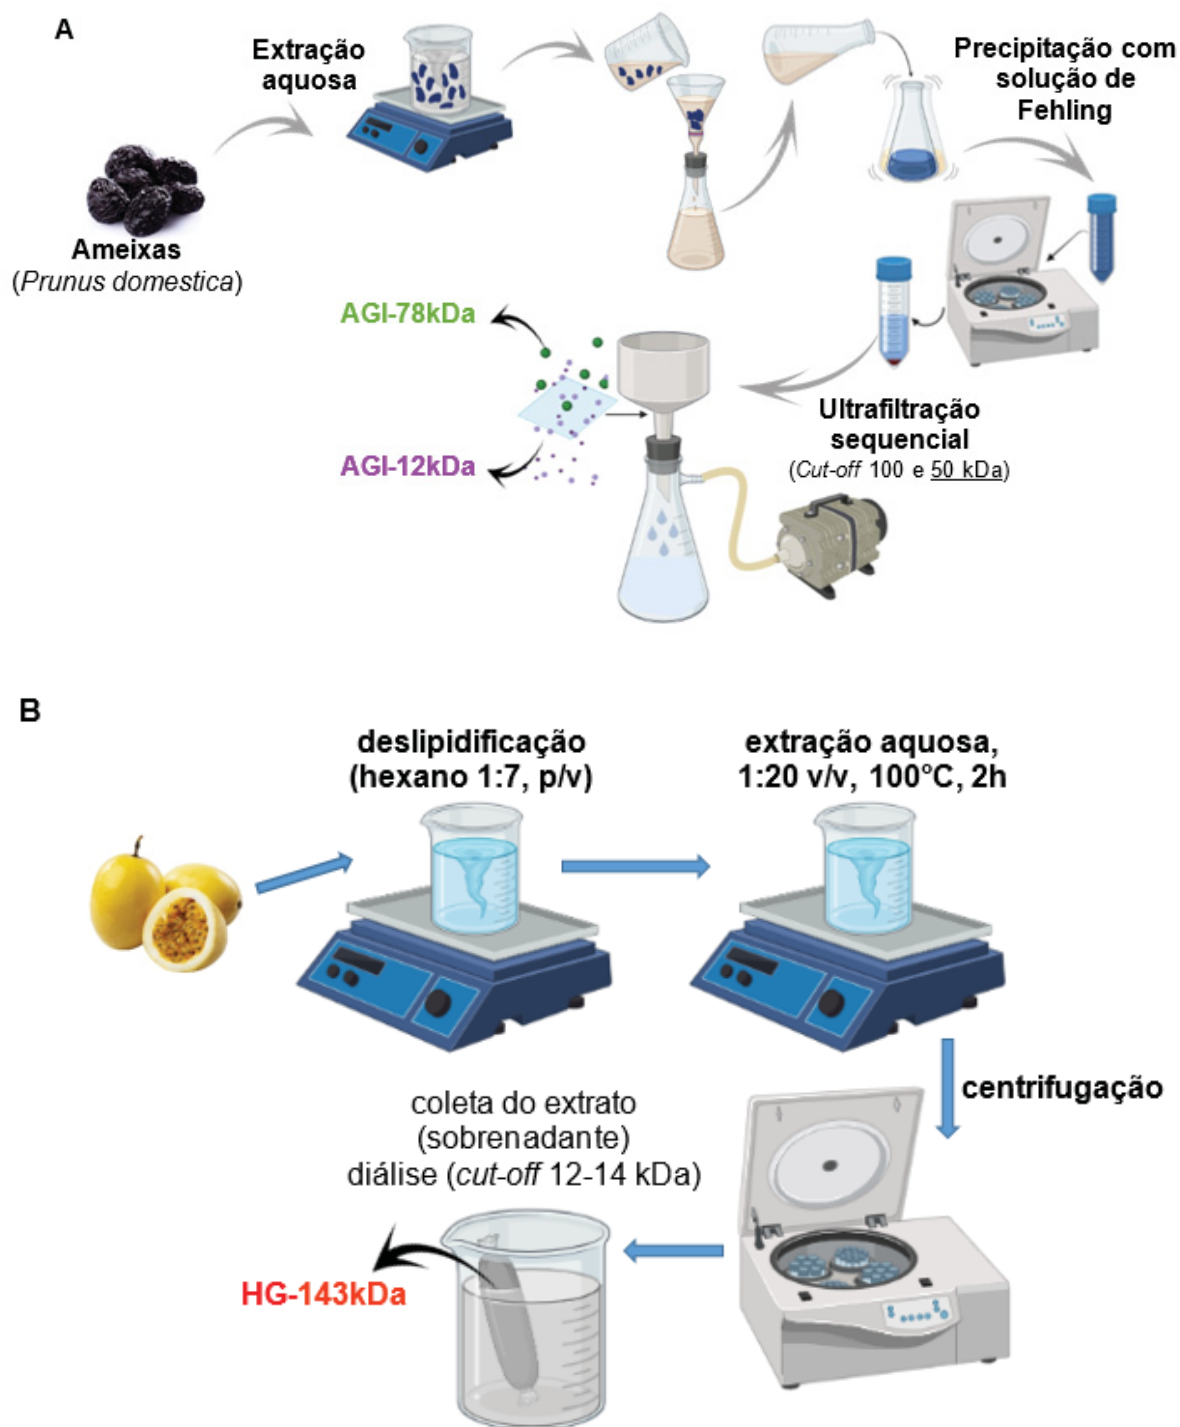 A
Extração
aquosa
Precipitação com
solução de
Fehling
Ameixas
(Prunus domestica)
AGI-78kDa
AGI-12kDa
Ultrafiltração
sequencial
(Cut-off 100 e 50 kDa)
B
deslipidificação
(hexano 1:7, p/v)
extração aquosa,
1:20 v/v, 100°C, 2h
centrifugação
coleta do extrato
(sobrenadante)
diálise (cut-off 12-14 kDa)
HG-143kDa